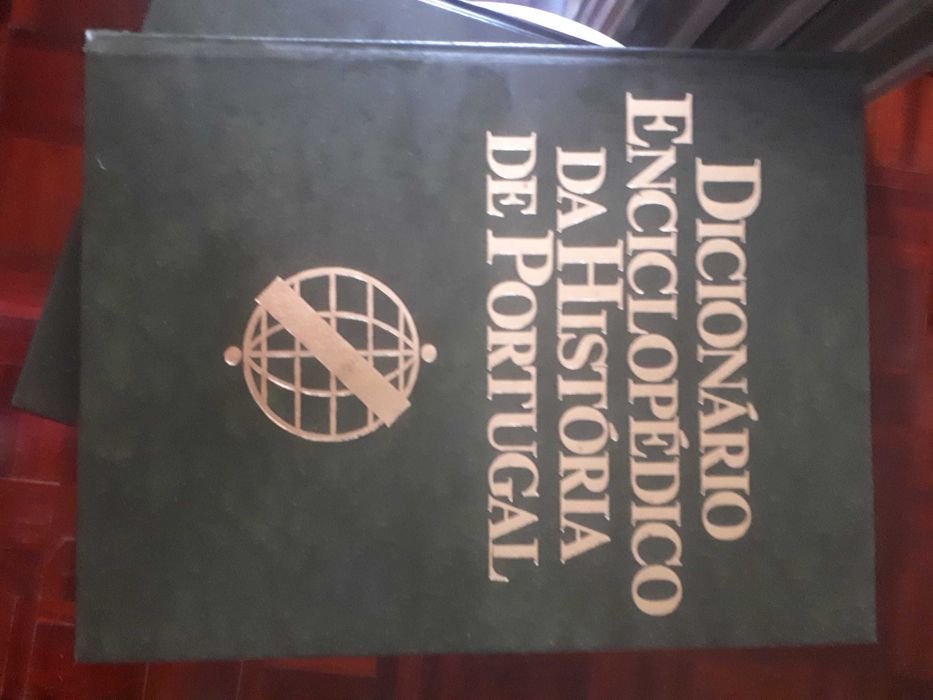 DICIONÁRIO
ENCICLOPÉDICO
DA HISTÓRIA
DE PORTUGAL